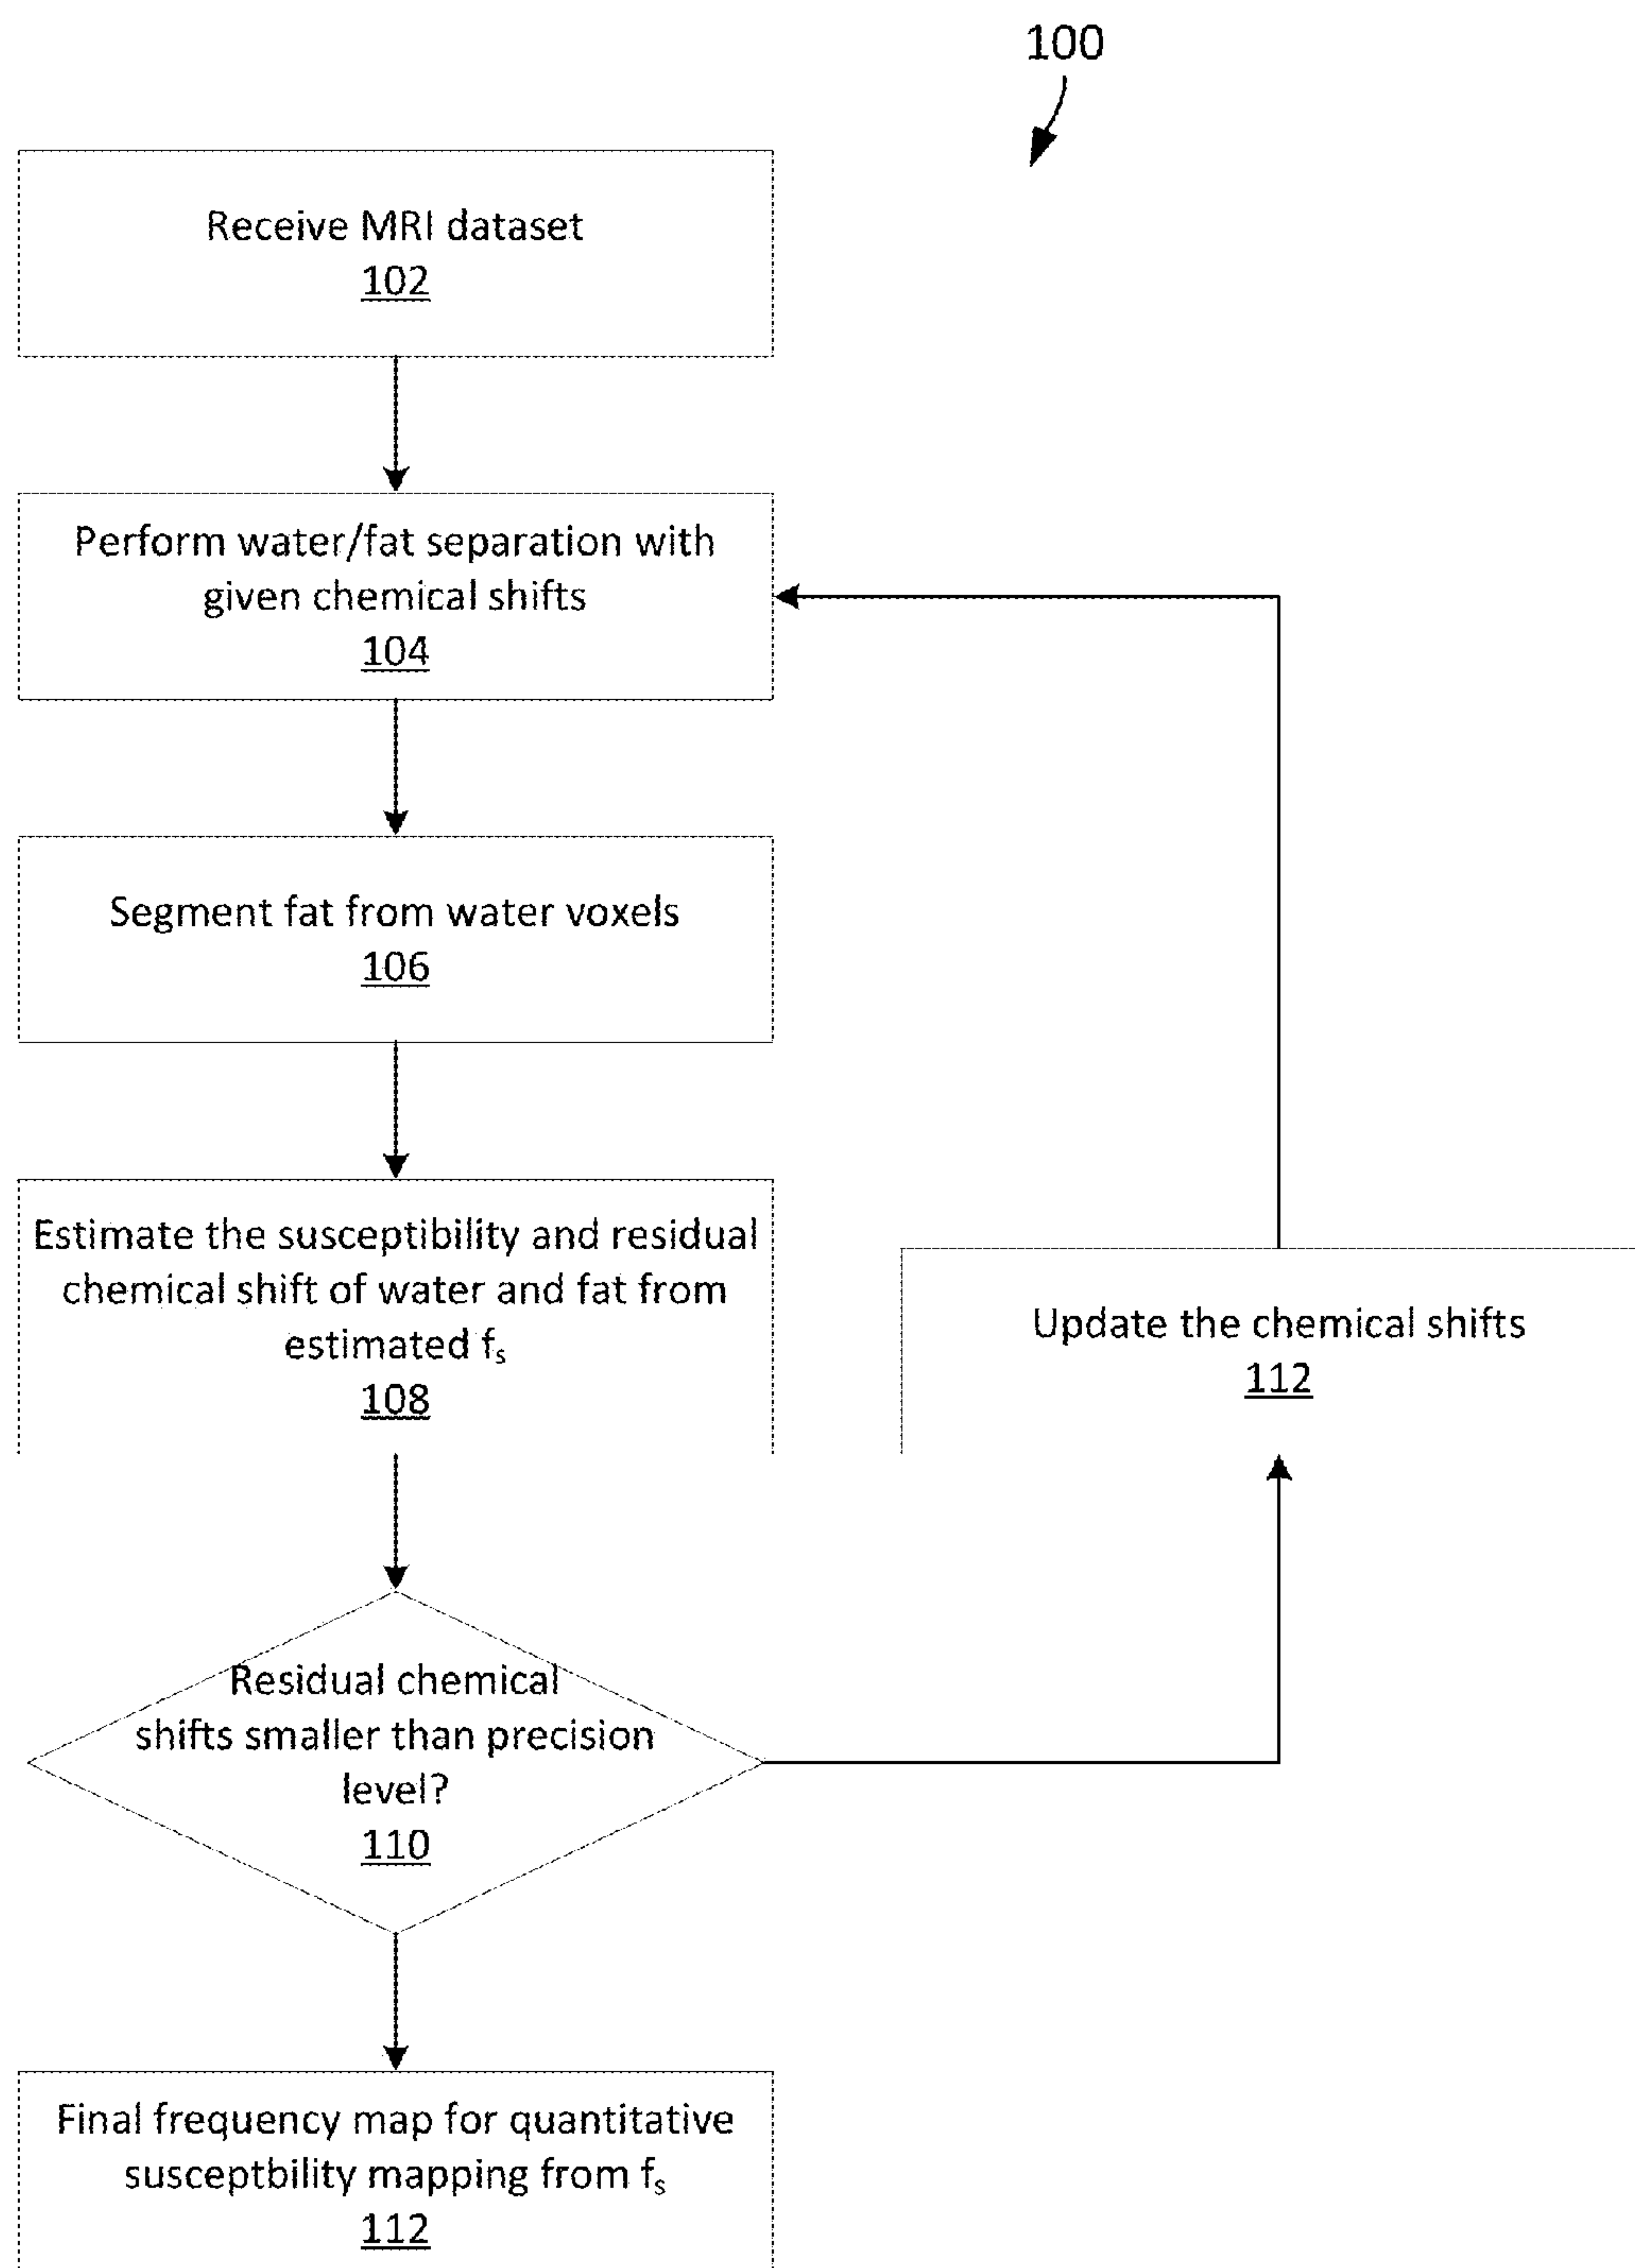 100
Receive MRI dataset
102
Perform water/fat separation with
given chemical shifts
104
Segment fat from water voxels
106
Estimate the susceptibility and residual
chemical shift of water and fat from
estimated fₛ
108
Update the chemical shifts
112
Residual chemical
shifts smaller than precision
level?
110
Final frequency map for quantitative
susceptbility mapping from fₛ
112